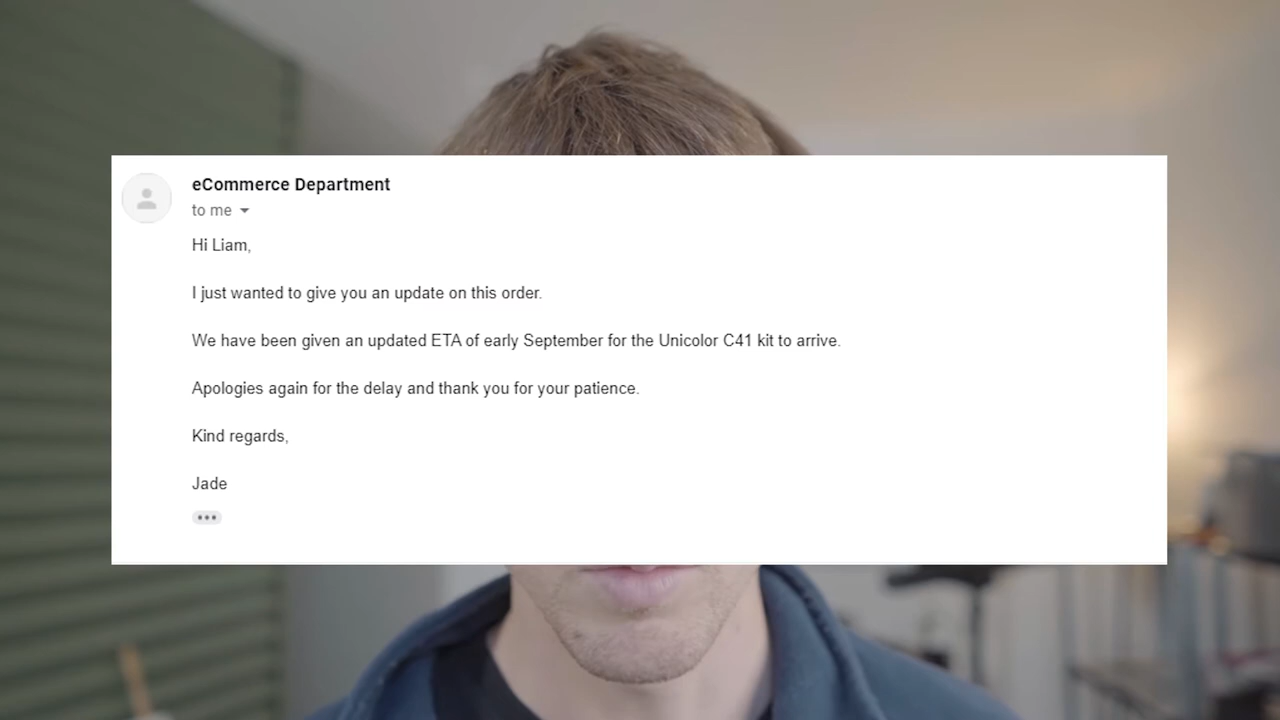 eCommerce Department
to me
Hi Liam,
I just wanted to give you an update on this order.
We have been given an updated ETA of early September for the Unicolor C41 kit to arrive.
Apologies again for the delay and thank you for your patience.
Kind regards,
Jade